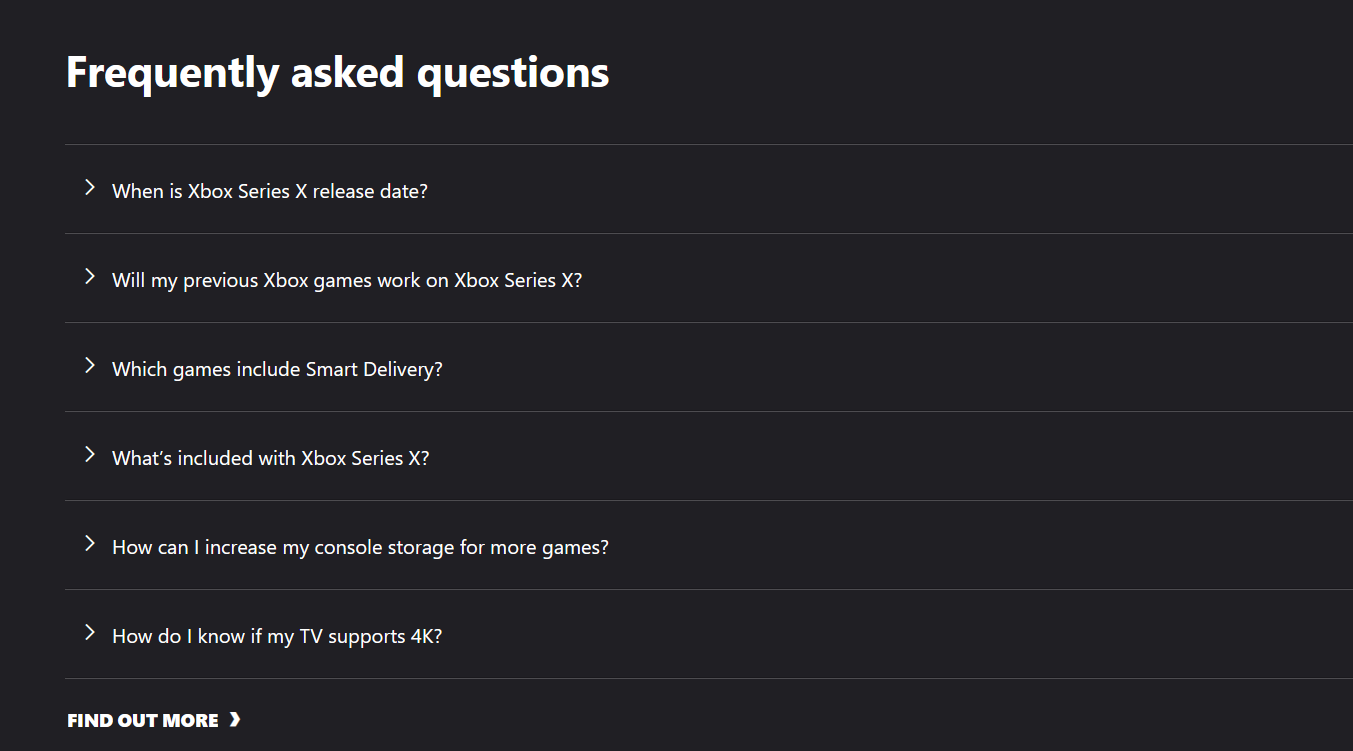 Frequently asked questions
When is Xbox Series X release date?
Will my previous Xbox games work on Xbox Series X?
Which games include Smart Delivery?
What’s included with Xbox Series X?
How can I increase my console storage for more games?
How do I know if my TV supports 4K?
FIND OUT MORE